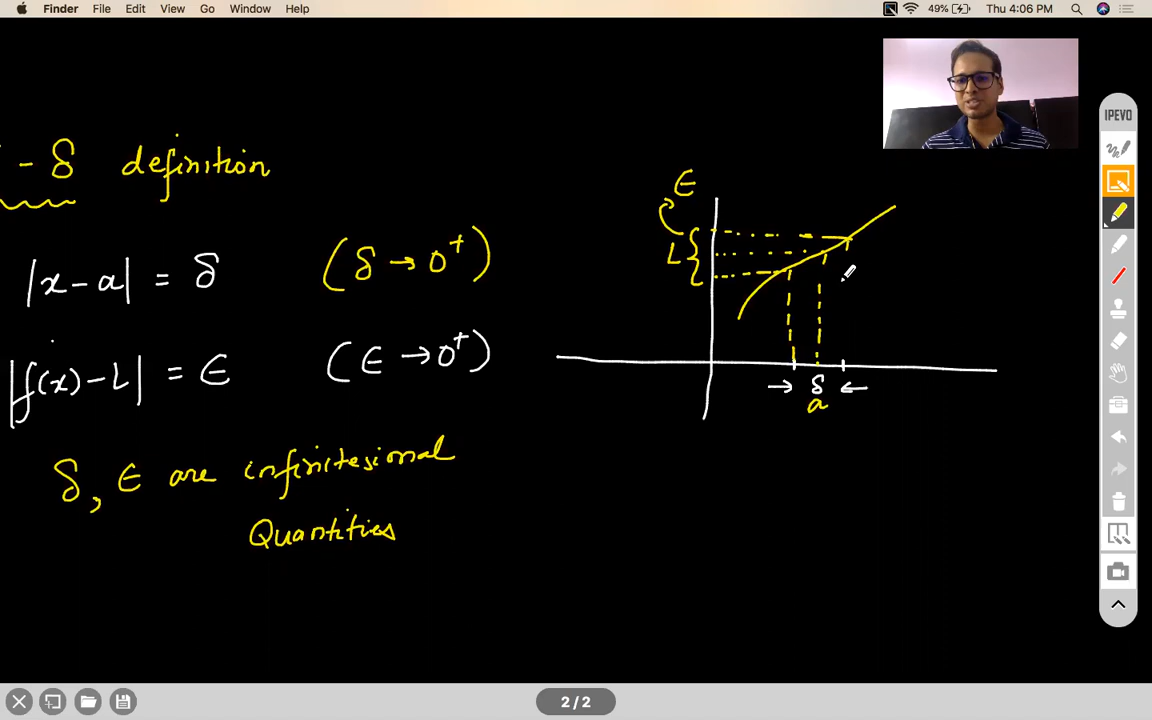 Finder File Edit View Go Window Help 49% Thu 4:06 PM
IPEVO
- δ definition
|x - a| = δ (δ → 0⁺)
|f(x) - L| = ∈ (∈ → 0⁺)
δ, ∈ are infinitesional
Quantities
∈
L
δ
a
2 / 2